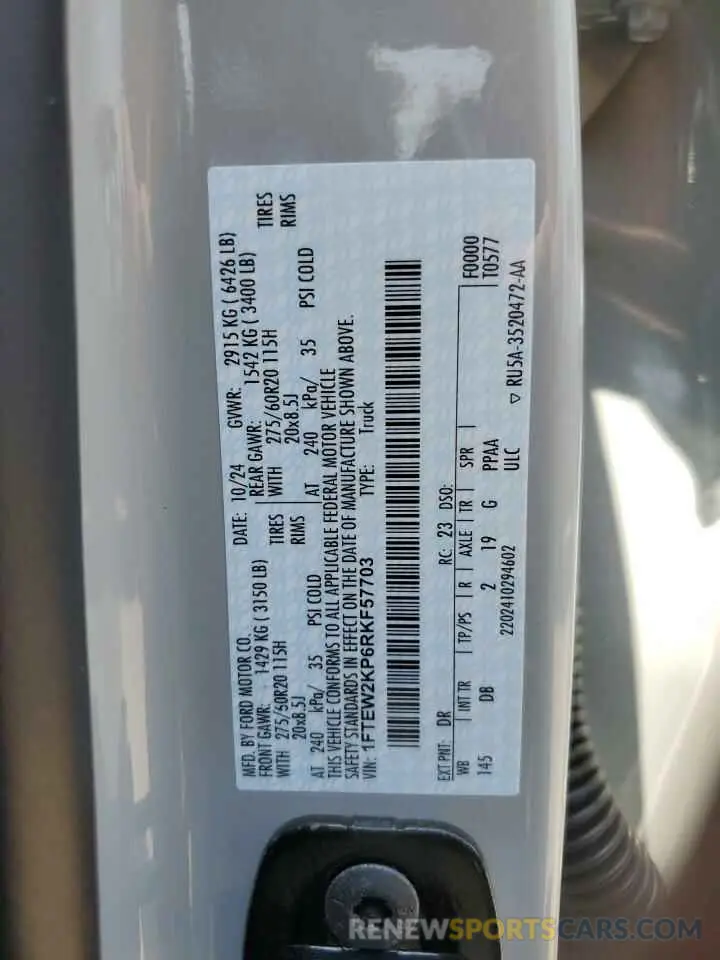 MFD. BY FORD MOTOR CO. DATE: 10/24 GVWR: 2915 KG ( 6426 LB)
FRONT GAWR: 1429 KG ( 3150 LB) REAR GAWR: 1542 KG ( 3400 LB)
WITH 275/60R20 115H TIRES WITH 275/60R20 115H TIRES
20x8.5J RIMS 20x8.5J RIMS
AT 240 kPa/ 35 PSI COLD AT 240 kPa/ 35 PSI COLD
THIS VEHICLE CONFORMS TO ALL APPLICABLE FEDERAL MOTOR VEHICLE
SAFETY STANDARDS IN EFFECT ON THE DATE OF MANUFACTURE SHOWN ABOVE.
VIN: 1FTEW2KP6RKF57703 TYPE: Truck
EXT PNT: DR RC: 23 DSO:
WB INT TR TP/PS R AXLE TR SPR F0000
145 DB 2 19 G PPAA T0577
2202410294602 ULC ▽ RU5A-3520472-AA
RENEWSPORTSCARS.COM